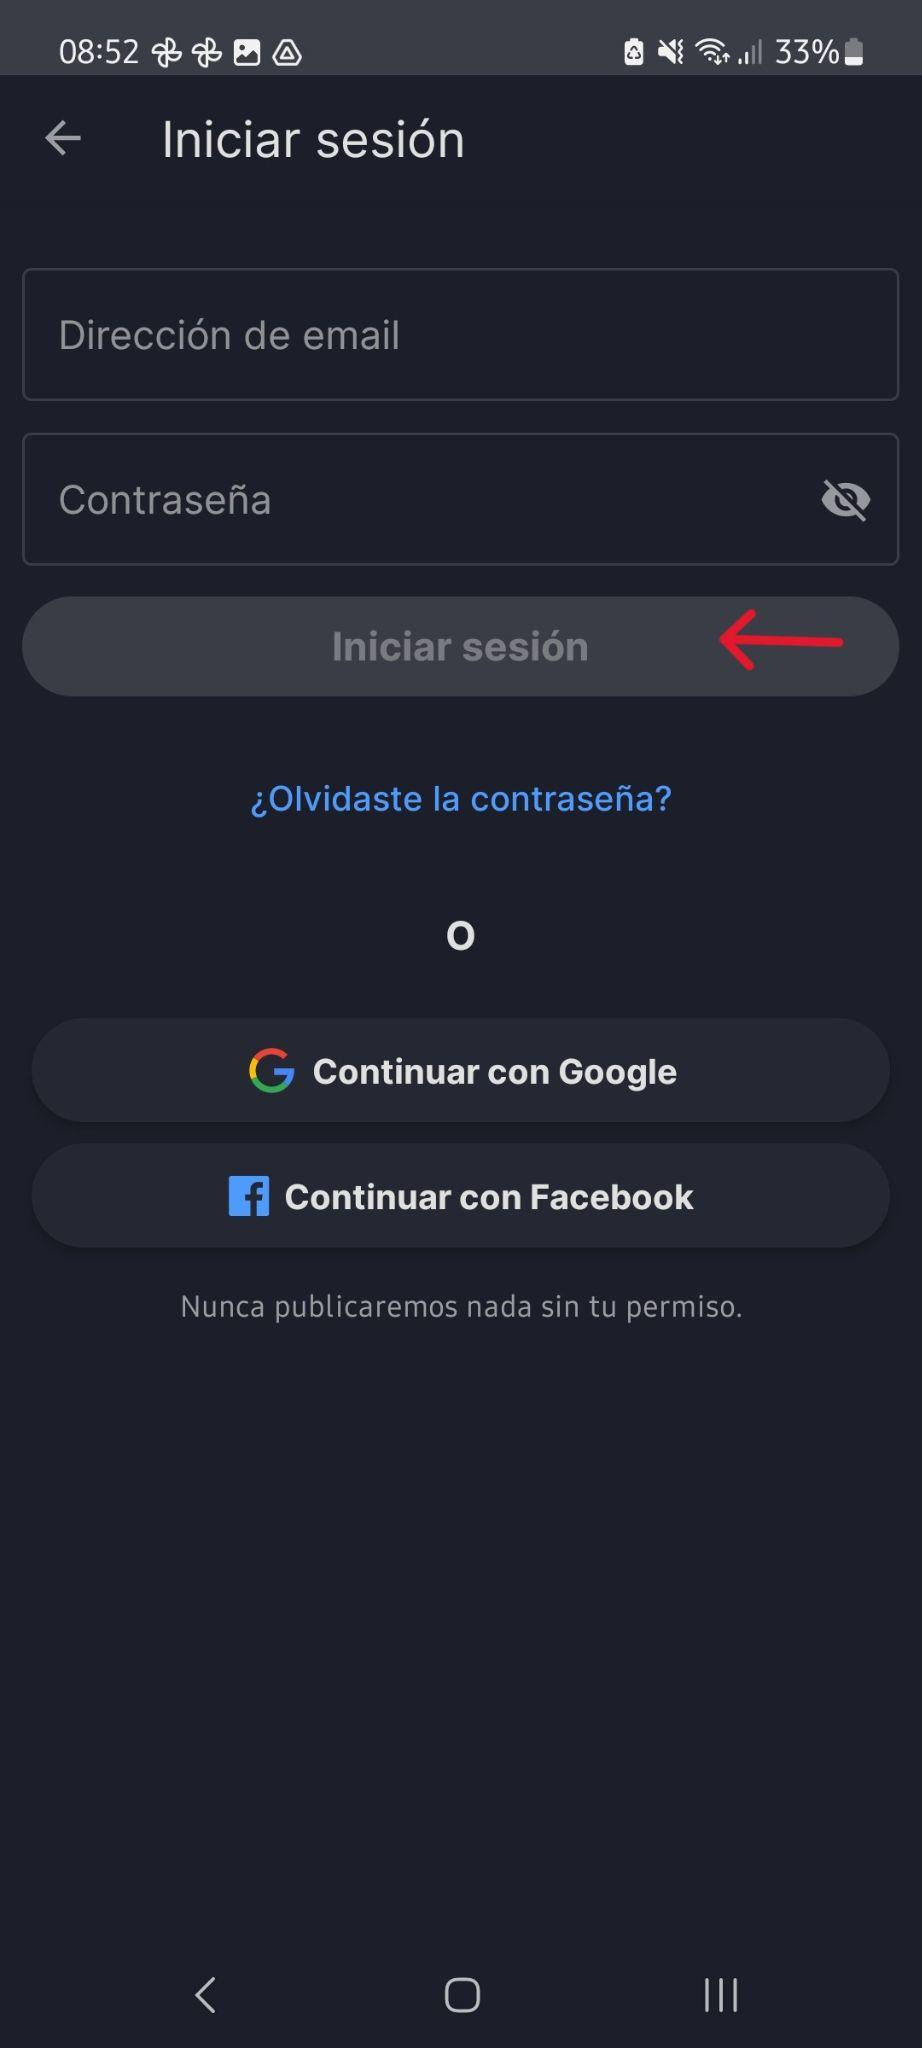 08:52 33%
Iniciar sesión
Dirección de email
Contraseña
Iniciar sesión
¿Olvidaste la contraseña?
O
Continuar con Google
Continuar con Facebook
Nunca publicaremos nada sin tu permiso.